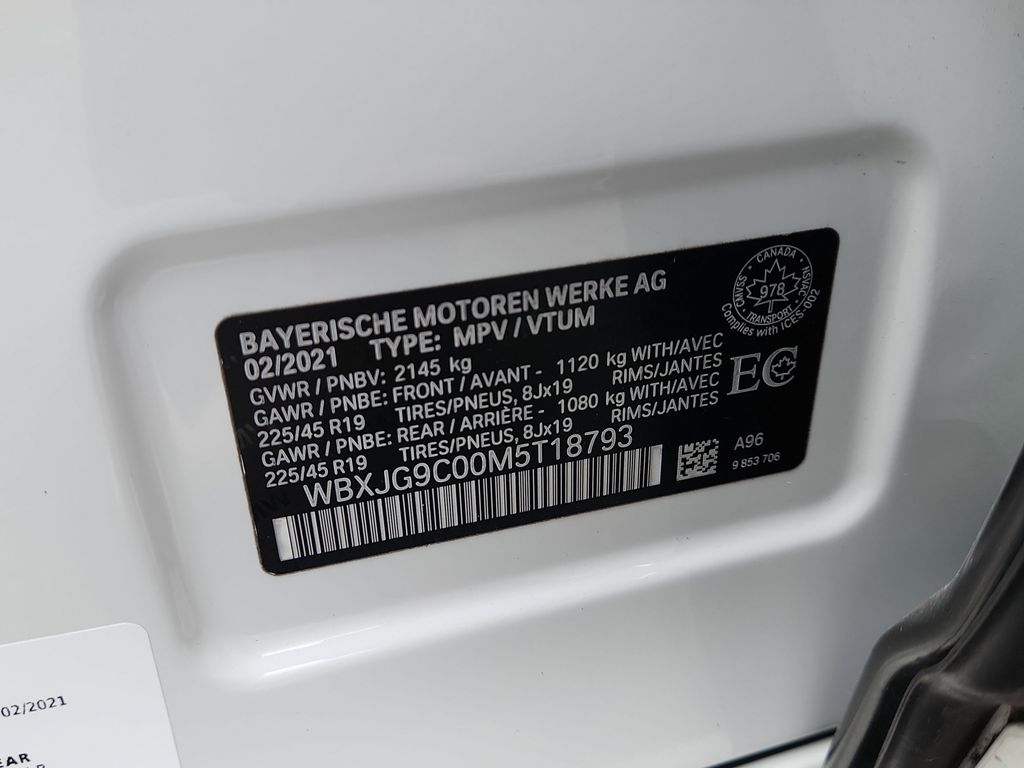 BAYERISCHE MOTOREN WERKE AG
02/2021 TYPE: MPV / VTUM
GVWR / PNBV: 2145 kg
GAWR / PNBE: FRONT / AVANT - 1120 kg WITH/AVEC
225/45 R19 TIRES/PNEUS, 8Jx19 RIMS/JANTES
GAWR / PNBE: REAR / ARRIÈRE - 1080 kg WITH/AVEC
225/45 R19 TIRES/PNEUS, 8Jx19 RIMS/JANTES
WBXJG9C00M5T18793
CANADA
CMVSS
978
NSVAC
TRANSPORT
Complies with ICES-002
EC
A96
9 853 706
02/2021
EAR